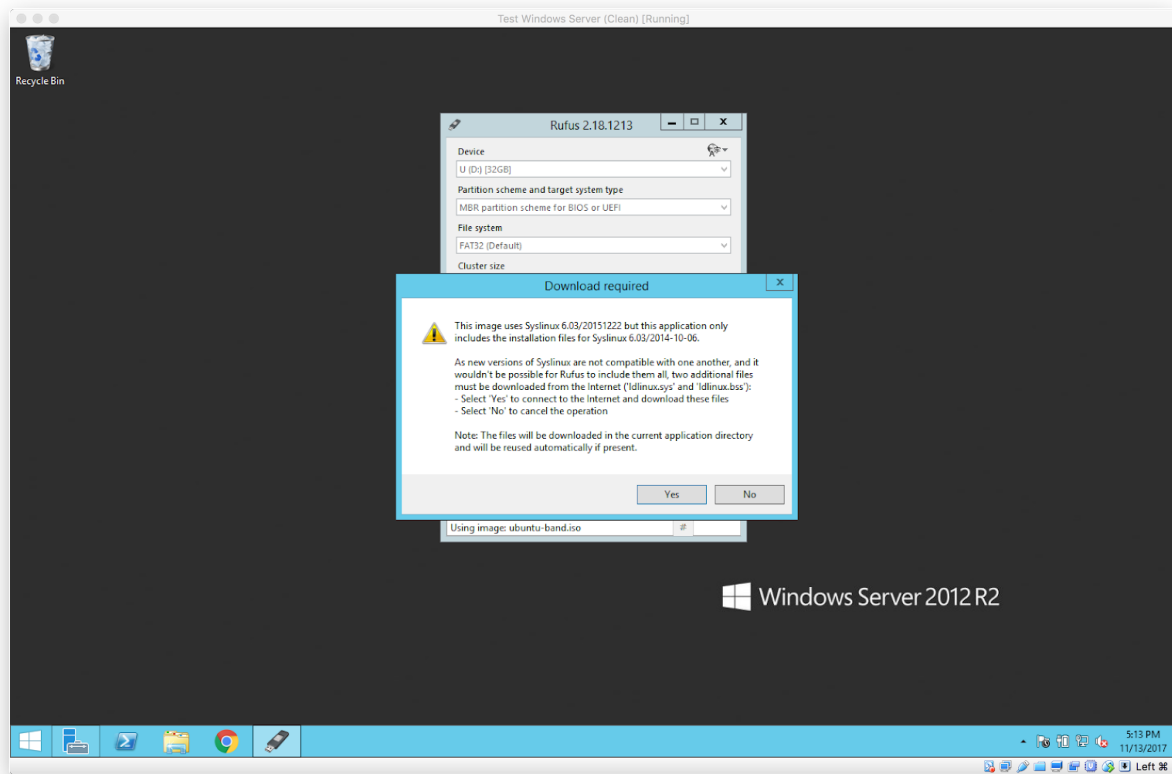 Test Windows Server (Clean) [Running]
Recycle Bin
Rufus 2.18.1213
Device
U (D:) [32GB]
Partition scheme and target system type
MBR partition scheme for BIOS or UEFI
File system
FAT32 (Default)
Cluster size
Download required
This image uses Syslinux 6.03/20151222 but this application only
includes the installation files for Syslinux 6.03/2014-10-06.
As new versions of Syslinux are not compatible with one another, and it
wouldn't be possible for Rufus to include them all, two additional files
must be downloaded from the Internet ('ldlinux.sys' and 'ldlinux.bss'):
- Select 'Yes' to connect to the Internet and download these files
- Select 'No' to cancel the operation
Note: The files will be downloaded in the current application directory
and will be reused automatically if present.
Yes
No
Using image: ubuntu-band.iso
#
Windows Server 2012 R2
5:13 PM
11/13/2017
Left ⌘